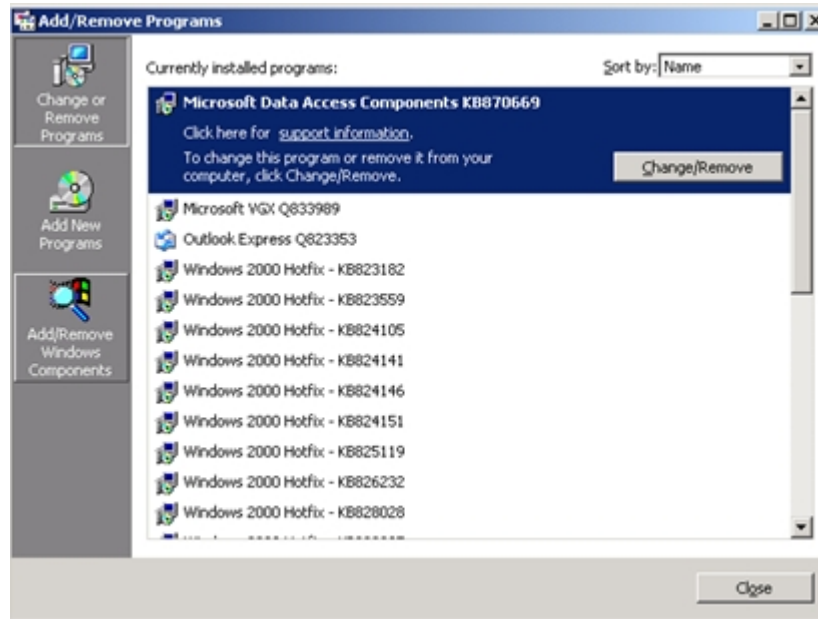 Add/Remove Programs
Change or
Remove
Programs
Add New
Programs
Add/Remove
Windows
Components
Currently installed programs:
Sort by: Name
Microsoft Data Access Components KB870669
Click here for support information.
To change this program or remove it from your
computer, click Change/Remove.
Change/Remove
Microsoft VGX Q833989
Outlook Express Q823353
Windows 2000 Hotfix - KB823182
Windows 2000 Hotfix - KB823559
Windows 2000 Hotfix - KB824105
Windows 2000 Hotfix - KB824141
Windows 2000 Hotfix - KB824146
Windows 2000 Hotfix - KB824151
Windows 2000 Hotfix - KB825119
Windows 2000 Hotfix - KB826232
Windows 2000 Hotfix - KB828028
Close